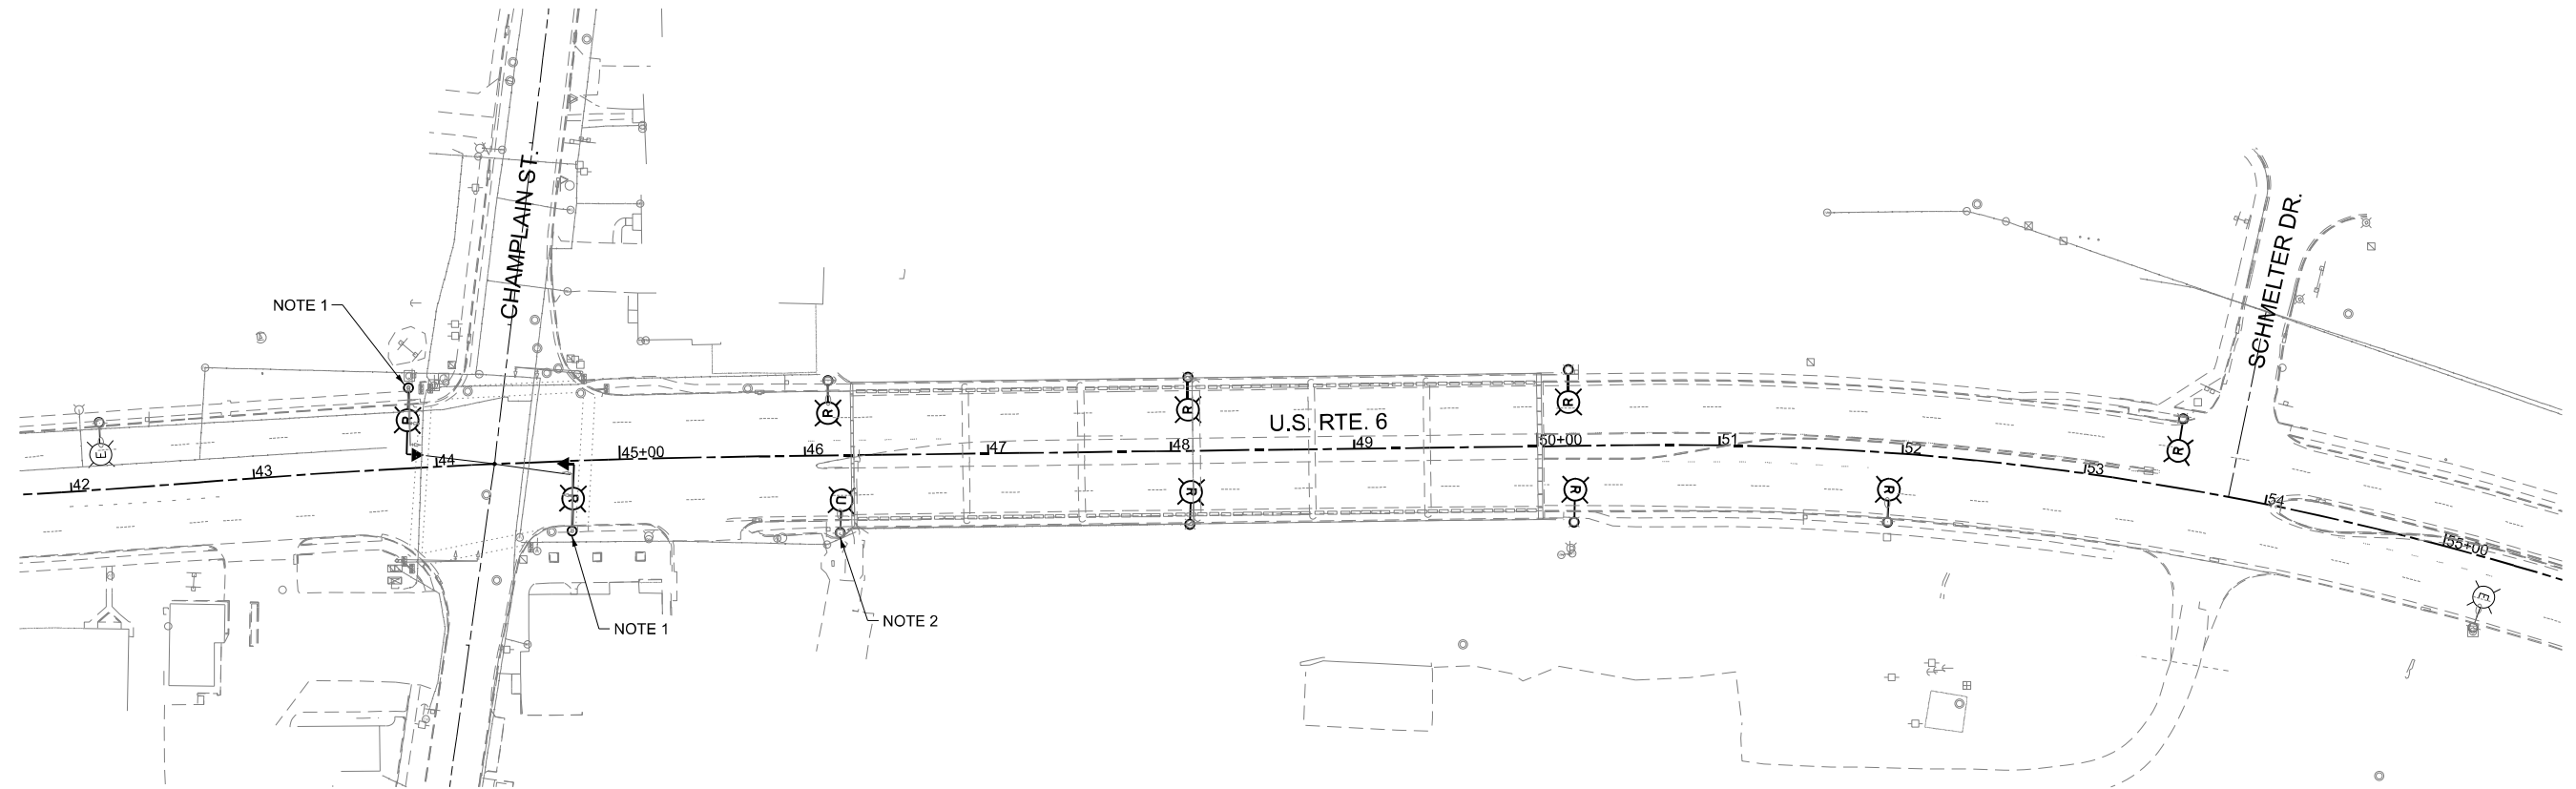 CHAMPLAIN ST.
SCHMELTER DR.
NOTE 1
R
R
R
R
U.S. RTE. 6
E
42
43
44
45+00
46
47
48
49
50+00
51
52
53
54
55+00
R
R
U
R
R
R
E
NOTE 1
NOTE 2